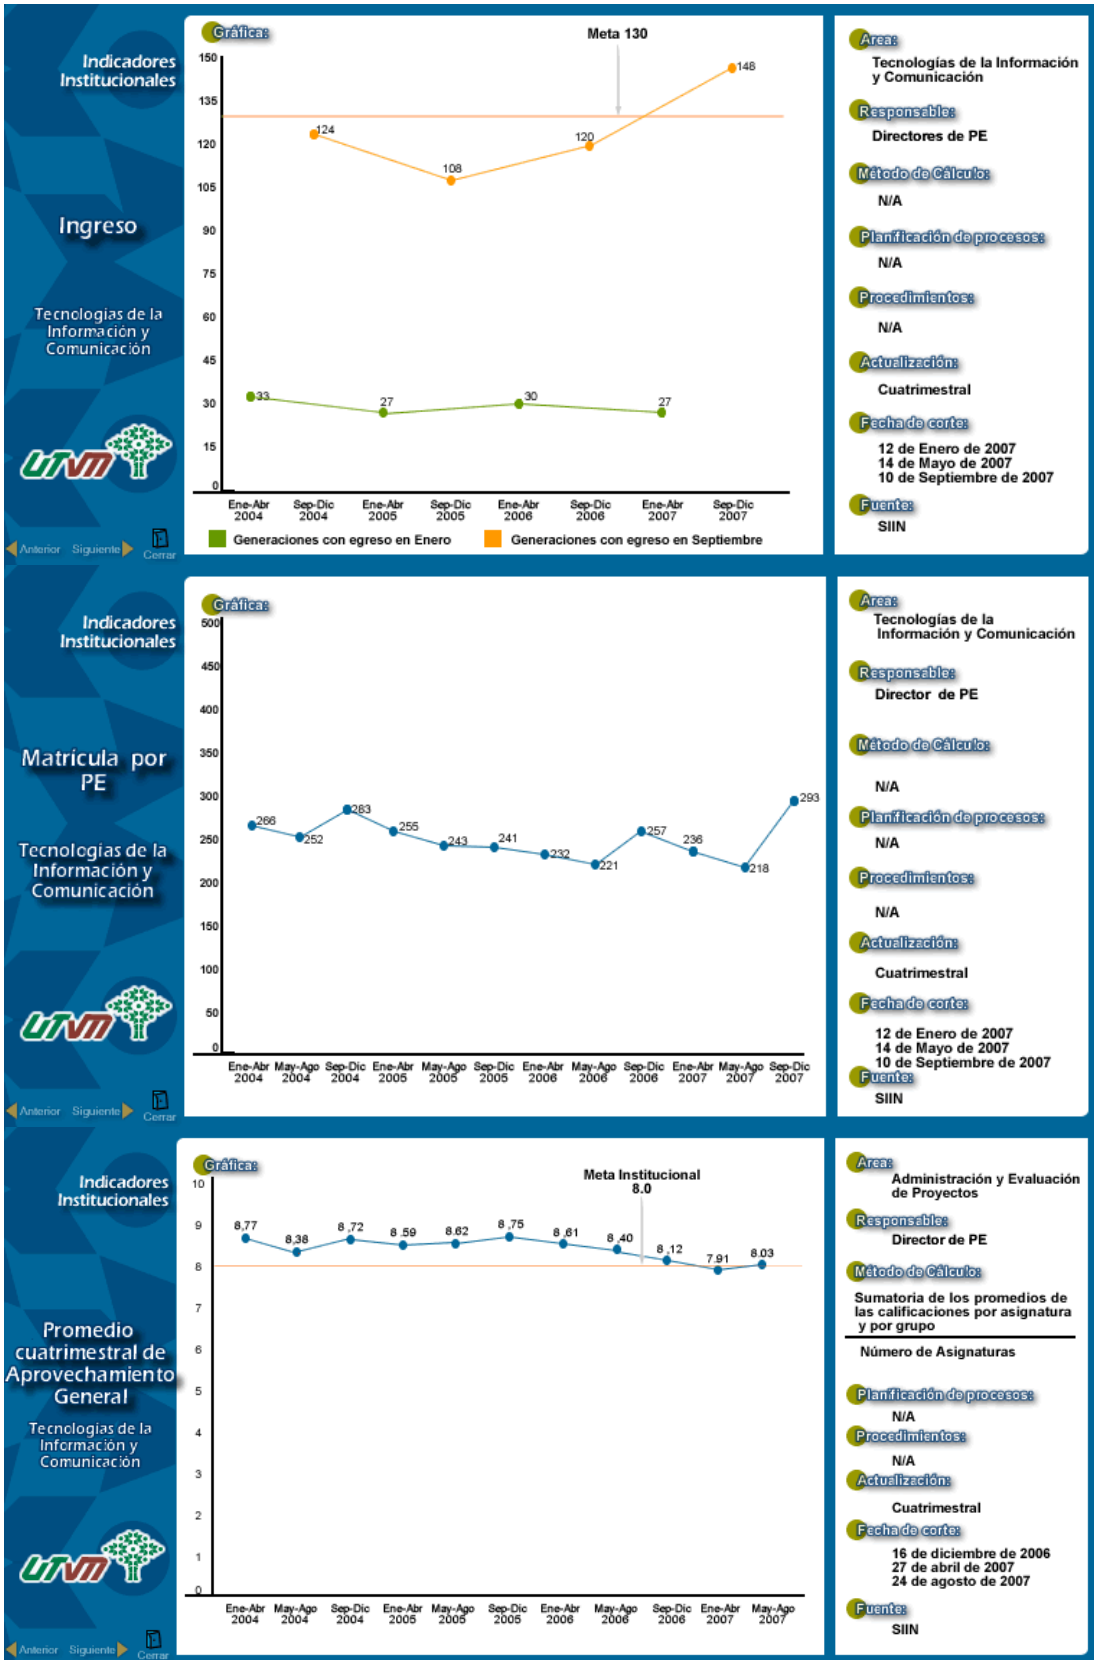 Indicadores
Institucionales
Ingreso
Tecnologías de la
Información y
Comunicación
UTVM
Anterior Siguiente Cerrar
Gráfica:
Meta 130
150
135
120
105
90
75
60
45
30
15
0
124
108
120
148
33
27
30
27
Ene-Abr 2004
Sep-Dic 2004
Ene-Abr 2005
Sep-Dic 2005
Ene-Abr 2006
Sep-Dic 2006
Ene-Abr 2007
Sep-Dic 2007
Generaciones con egreso en Enero
Generaciones con egreso en Septiembre
Area:
Tecnologías de la Información
y Comunicación
Responsable:
Directores de PE
Método de Cálculo:
N/A
Planificación de procesos:
N/A
Procedimientos:
N/A
Actualización:
Cuatrimestral
Fecha de corte:
12 de Enero de 2007
14 de Mayo de 2007
10 de Septiembre de 2007
Fuente:
SIIN
Indicadores
Institucionales
Matrícula por
PE
Tecnologías de la
Información y
Comunicación
UTVM
Anterior Siguiente Cerrar
Gráfica:
500
450
400
350
300
250
200
150
100
50
0
266
252
283
255
243
241
232
221
257
236
218
293
Ene-Abr 2004
May-Ago 2004
Sep-Dic 2004
Ene-Abr 2005
May-Ago 2005
Sep-Dic 2005
Ene-Abr 2006
May-Ago 2006
Sep-Dic 2006
Ene-Abr 2007
May-Ago 2007
Sep-Dic 2007
Area:
Tecnologías de la
Información y Comunicación
Responsable:
Director de PE
Método de Cálculo:
N/A
Planificación de procesos:
N/A
Procedimientos:
N/A
Actualización:
Cuatrimestral
Fecha de corte:
12 de Enero de 2007
14 de Mayo de 2007
10 de Septiembre de 2007
Fuente:
SIIN
Indicadores
Institucionales
Promedio
cuatrimestral de
Aprovechamiento
General
Tecnologías de la
Información y
Comunicación
UTVM
Anterior Siguiente Cerrar
Gráfica:
Meta Institucional
8.0
10
9
8
7
6
5
4
3
2
1
0
8,77
8,38
8 ,72
8 .59
8.62
8 ,75
8 ,61
8 ,40
8 ,12
7.91
8.03
Ene-Abr 2004
May-Ago 2004
Sep-Dic 2004
Ene-Abr 2005
May-Ago 2005
Sep-Dic 2005
Ene-Abr 2006
May-Ago 2006
Sep-Dic 2006
Ene-Abr 2007
May-Ago 2007
Area:
Administración y Evaluación
de Proyectos
Responsable:
Director de PE
Método de Cálculo:
Sumatoria de los promedios de
las calificaciones por asignatura
y por grupo
Número de Asignaturas
Planificación de procesos:
N/A
Procedimientos:
N/A
Actualización:
Cuatrimestral
Fecha de corte:
16 de diciembre de 2006
27 de abril de 2007
24 de agosto de 2007
Fuente:
SIIN